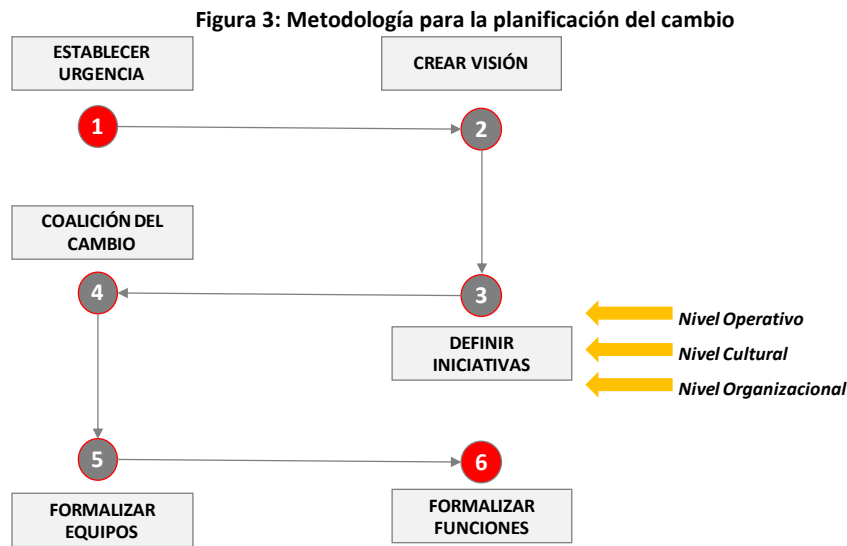 Figura 3: Metodología para la planificación del cambio
ESTABLECER
URGENCIA
CREAR VISIÓN
1
2
COALICIÓN DEL
CAMBIO
4
3
DEFINIR
INICIATIVAS
Nivel Operativo
Nivel Cultural
Nivel Organizacional
5
6
FORMALIZAR
EQUIPOS
FORMALIZAR
FUNCIONES